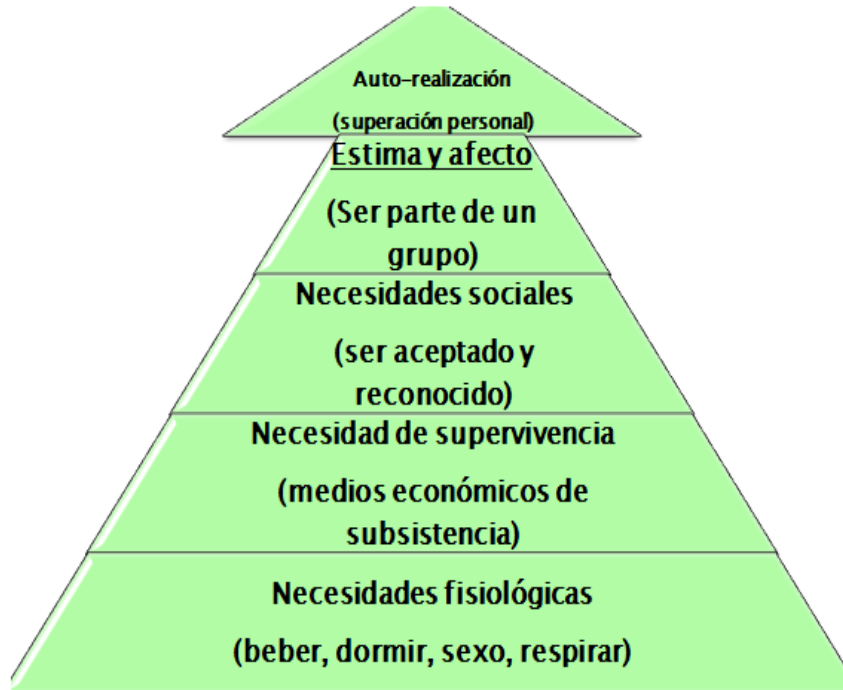 Auto-realización
(superación personal)
Estima y afecto
(Ser parte de un
grupo)
Necesidades sociales
(ser aceptado y
reconocido)
Necesidad de supervivencia
(medios económicos de
subsistencia)
Necesidades fisiológicas
(beber, dormir, sexo, respirar)